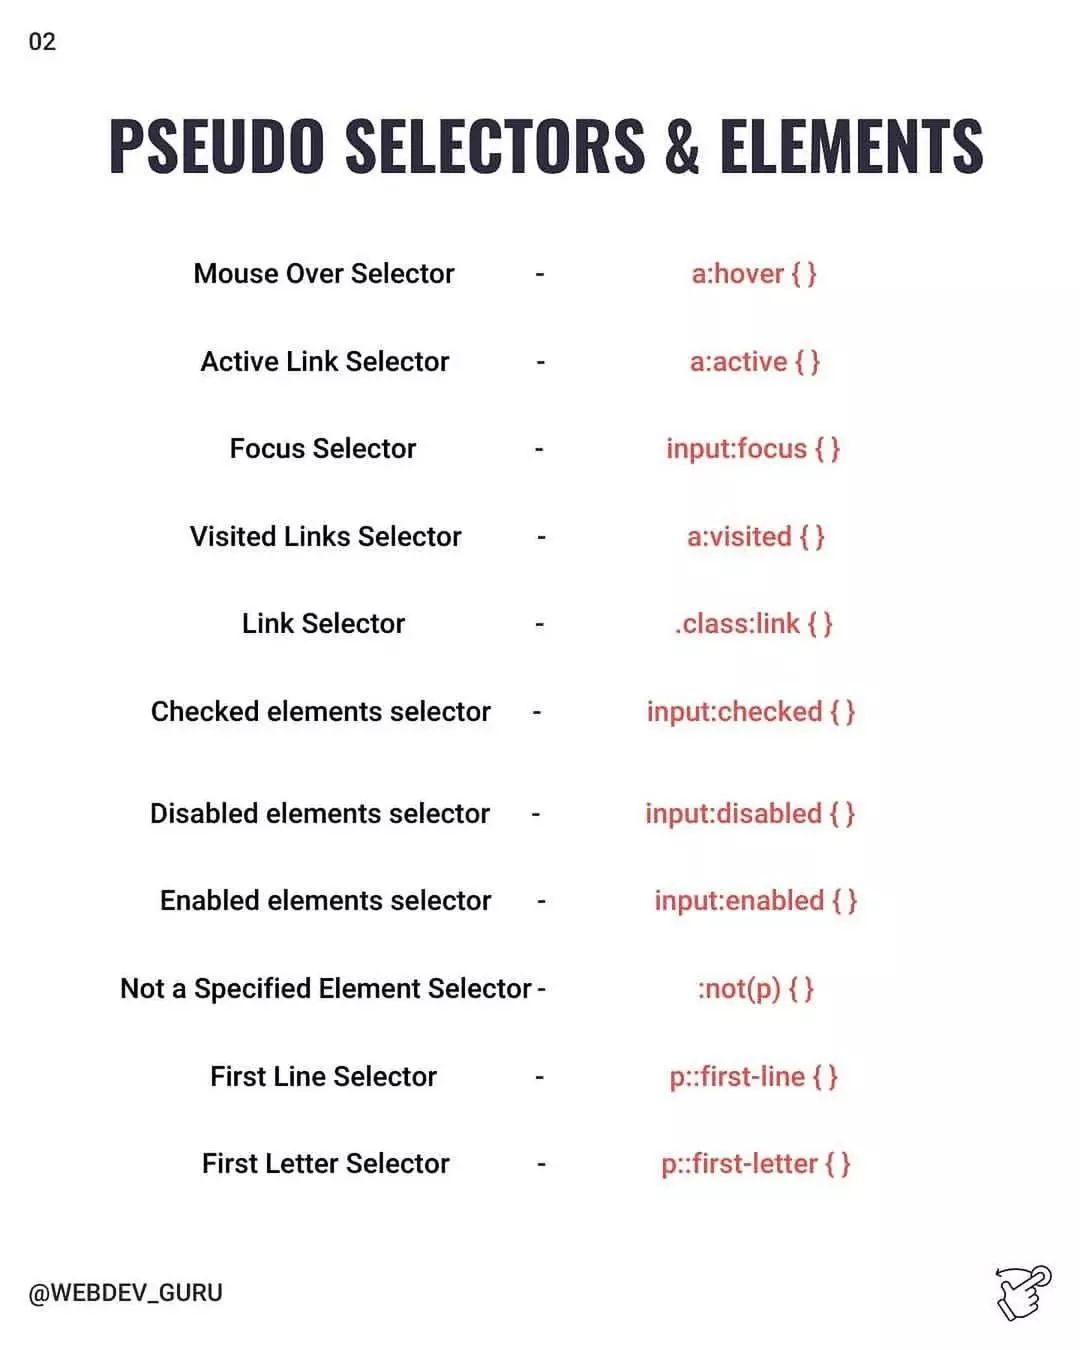 02
PSEUDO SELECTORS & ELEMENTS
Mouse Over Selector - a:hover { }
Active Link Selector - a:active { }
Focus Selector - input:focus { }
Visited Links Selector - a:visited { }
Link Selector - .class:link { }
Checked elements selector - input:checked { }
Disabled elements selector - input:disabled { }
Enabled elements selector - input:enabled { }
Not a Specified Element Selector - :not(p) { }
First Line Selector - p::first-line { }
First Letter Selector - p::first-letter { }
@WEBDEV_GURU